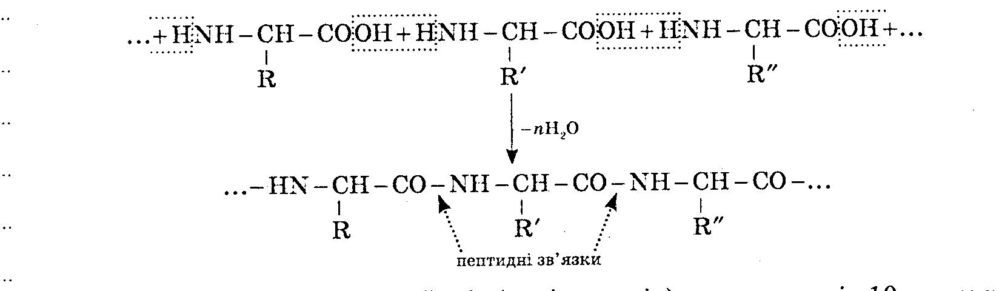 ...+HNH–CH–COOH+HNH–CH–COOH+HNH–CH–COOH+...
R R′ R″
–nH₂O
...–HN–CH–CO–NH–CH–CO–NH–CH–CO–...
R R′ R″
пептидні зв’язки